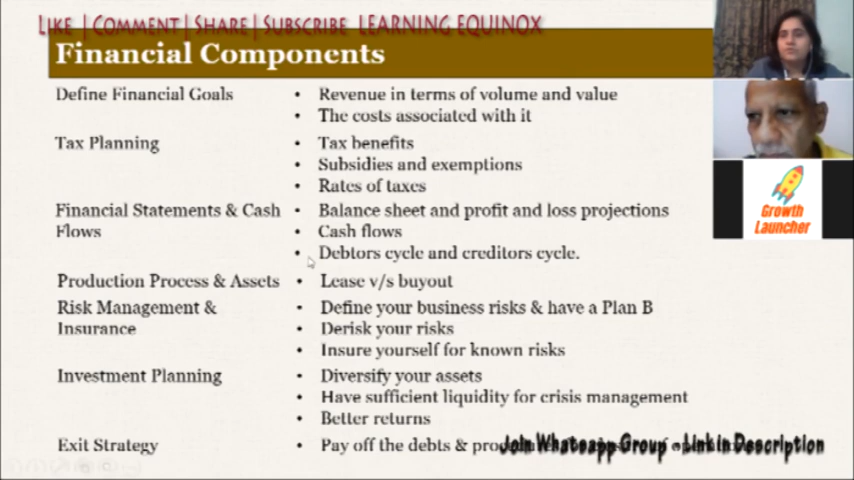 LIKE | COMMENT | SHARE | SUBSCRIBE LEARNING EQUINOX
Financial Components
Define Financial Goals
• Revenue in terms of volume and value
• The costs associated with it
Tax Planning
• Tax benefits
• Subsidies and exemptions
• Rates of taxes
Financial Statements & Cash
Flows
• Balance sheet and profit and loss projections
• Cash flows
• Debtors cycle and creditors cycle.
Production Process & Assets
• Lease v/s buyout
Risk Management &
Insurance
• Define your business risks & have a Plan B
• Derisk your risks
• Insure yourself for known risks
Investment Planning
• Diversify your assets
• Have sufficient liquidity for crisis management
• Better returns
Exit Strategy
• Pay off the debts &
Join Whatsapp Group - Link in Description
Growth
Launcher